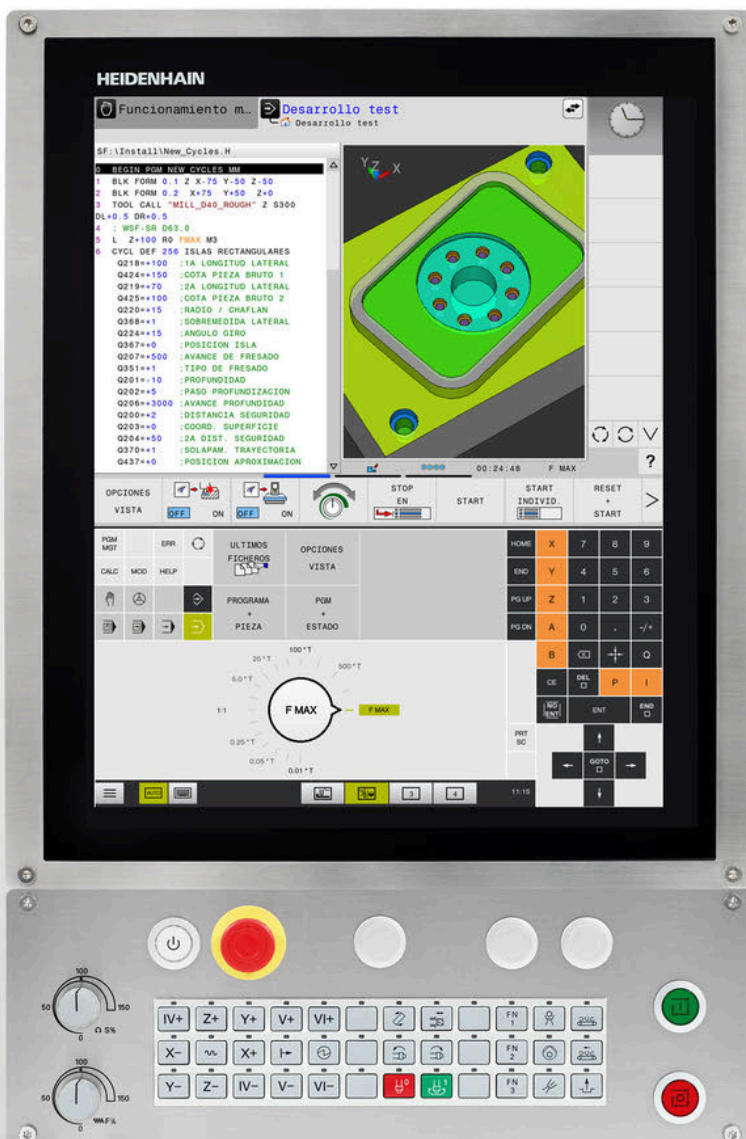 HEIDENHAIN
Funcionamiento m…
Desarrollo test
Desarrollo test
SF:\Install\New_Cycles.H
0 BEGIN PGM NEW_CYCLES MM
1 BLK FORM 0.1 Z X-75 Y-50 Z-50
2 BLK FORM 0.2 X+75 Y+50 Z+0
3 TOOL CALL "MILL_D40_ROUGH" Z S300
DL+0.5 DR+0.5
4 ; WSF-SR D63.0
5 L Z+100 R0 FMAX M3
6 CYCL DEF 256 ISLAS RECTANGULARES
Q218=+100 ;1A LONGITUD LATERAL
Q424=+150 ;COTA PIEZA BRUTO 1
Q219=+70 ;2A LONGITUD LATERAL
Q425=+100 ;COTA PIEZA BRUTO 2
Q220=+15 ;RADIO / CHAFLAN
Q368=+1 ;SOBREMEDIDA LATERAL
Q224=+15 ;ANGULO GIRO
Q367=+0 ;POSICION ISLA
Q207=+500 ;AVANCE DE FRESADO
Q351=+1 ;TIPO DE FRESADO
Q201=-10 ;PROFUNDIDAD
Q202=+5 ;PASO PROFUNDIZACION
Q206=+3000 ;AVANCE PROFUNDIDAD
Q200=+2 ;DISTANCIA SEGURIDAD
Q203=+0 ;COORD. SUPERFICIE
Q204=+50 ;2A DIST. SEGURIDAD
Q370=+1 ;SOLAPAM. TRAYECTORIA
Q437=+0 ;POSICION APROXIMACION
Y Z X
00:24:48 F MAX
?
OPCIONES
VISTA
OFF ON
OFF ON
STOP
EN
START
START
INDIVID.
RESET
+
START
>
PGM
MGT
ERR
CALC MOD HELP
ULTIMOS
FICHEROS
OPCIONES
VISTA
PROGRAMA
+
PIEZA
PGM
+
ESTADO
HOME X 7 8 9
END Y 4 5 6
PG UP Z 1 2 3
PG DN A 0 . -/+
B Q
CE DEL P I
NO
ENT
ENT
END
PRT
SC
GOTO
100*T
25*T
500*T
5.0*T
1:1
F MAX
F MAX
0.25*T
0.05*T
0.01*T
AUTO
3
4
11:15
100
50
150
0
S%
100
50
150
0
F%
IV+ Z+ Y+ V+ VI+ FN 1
X- X+ FN 2
Y- Z- IV- V- VI- 0 1 FN 3